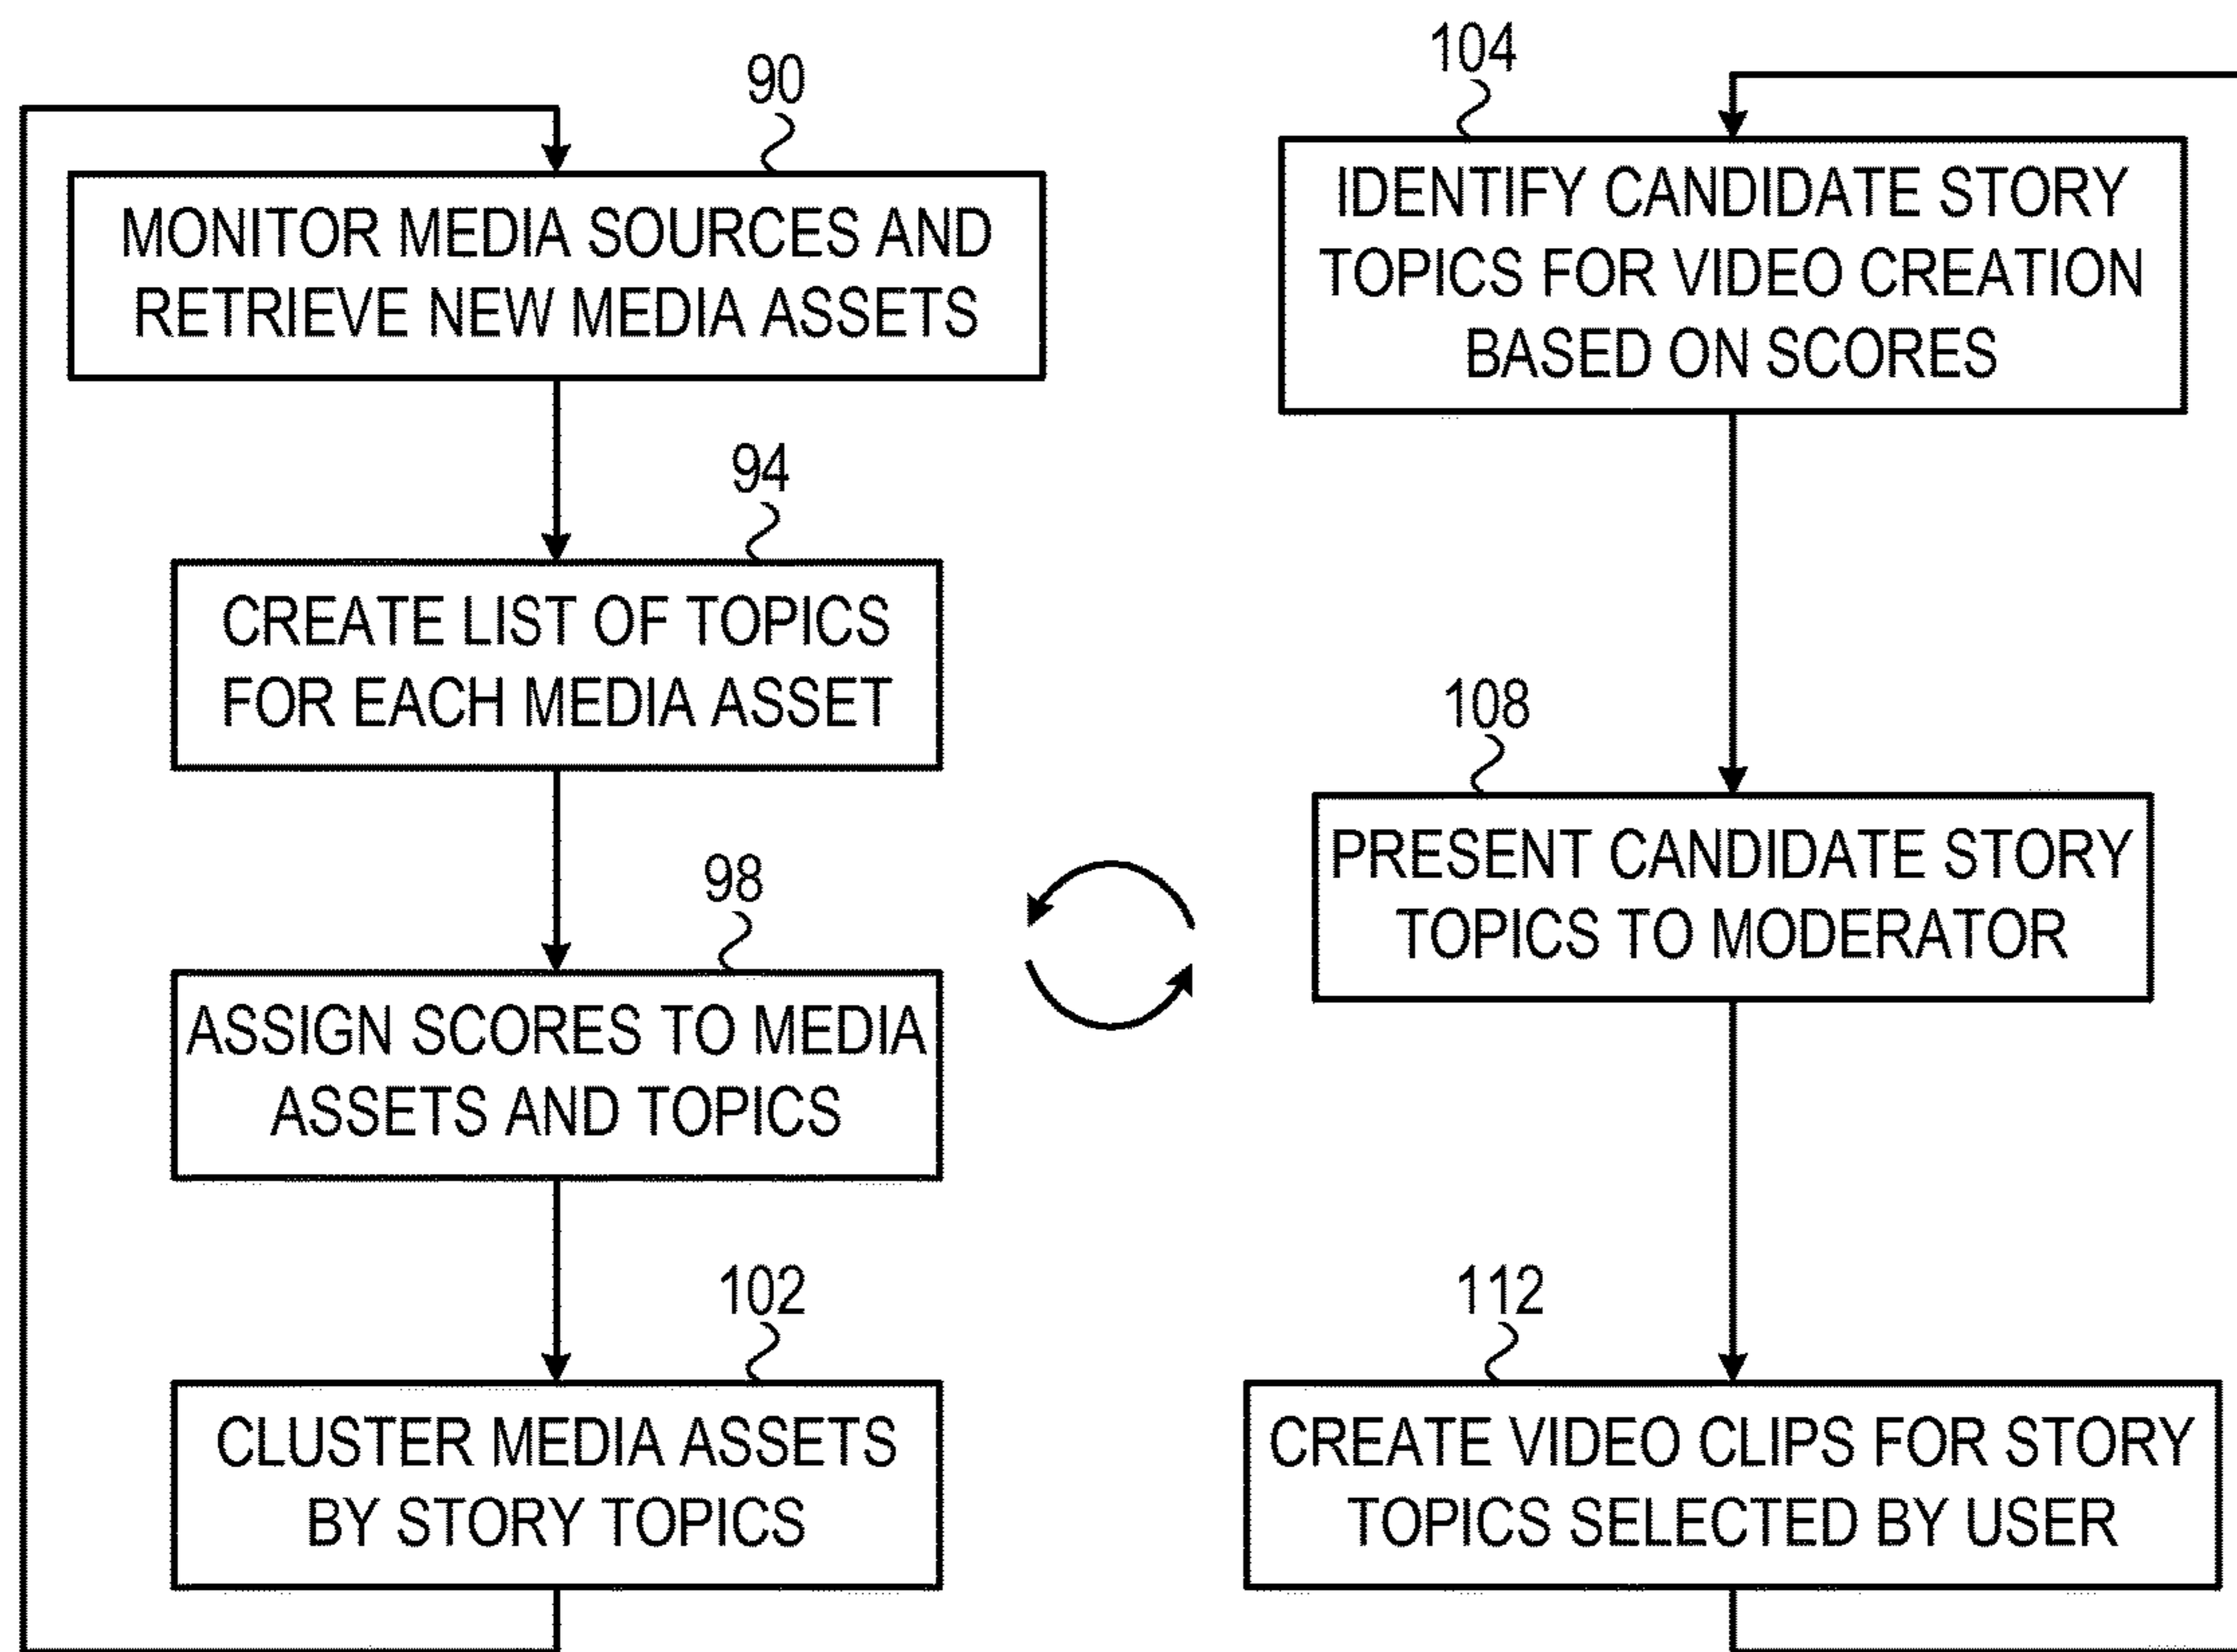 90
MONITOR MEDIA SOURCES AND
RETRIEVE NEW MEDIA ASSETS
94
CREATE LIST OF TOPICS
FOR EACH MEDIA ASSET
98
ASSIGN SCORES TO MEDIA
ASSETS AND TOPICS
102
CLUSTER MEDIA ASSETS
BY STORY TOPICS
104
IDENTIFY CANDIDATE STORY
TOPICS FOR VIDEO CREATION
BASED ON SCORES
108
PRESENT CANDIDATE STORY
TOPICS TO MODERATOR
112
CREATE VIDEO CLIPS FOR STORY
TOPICS SELECTED BY USER